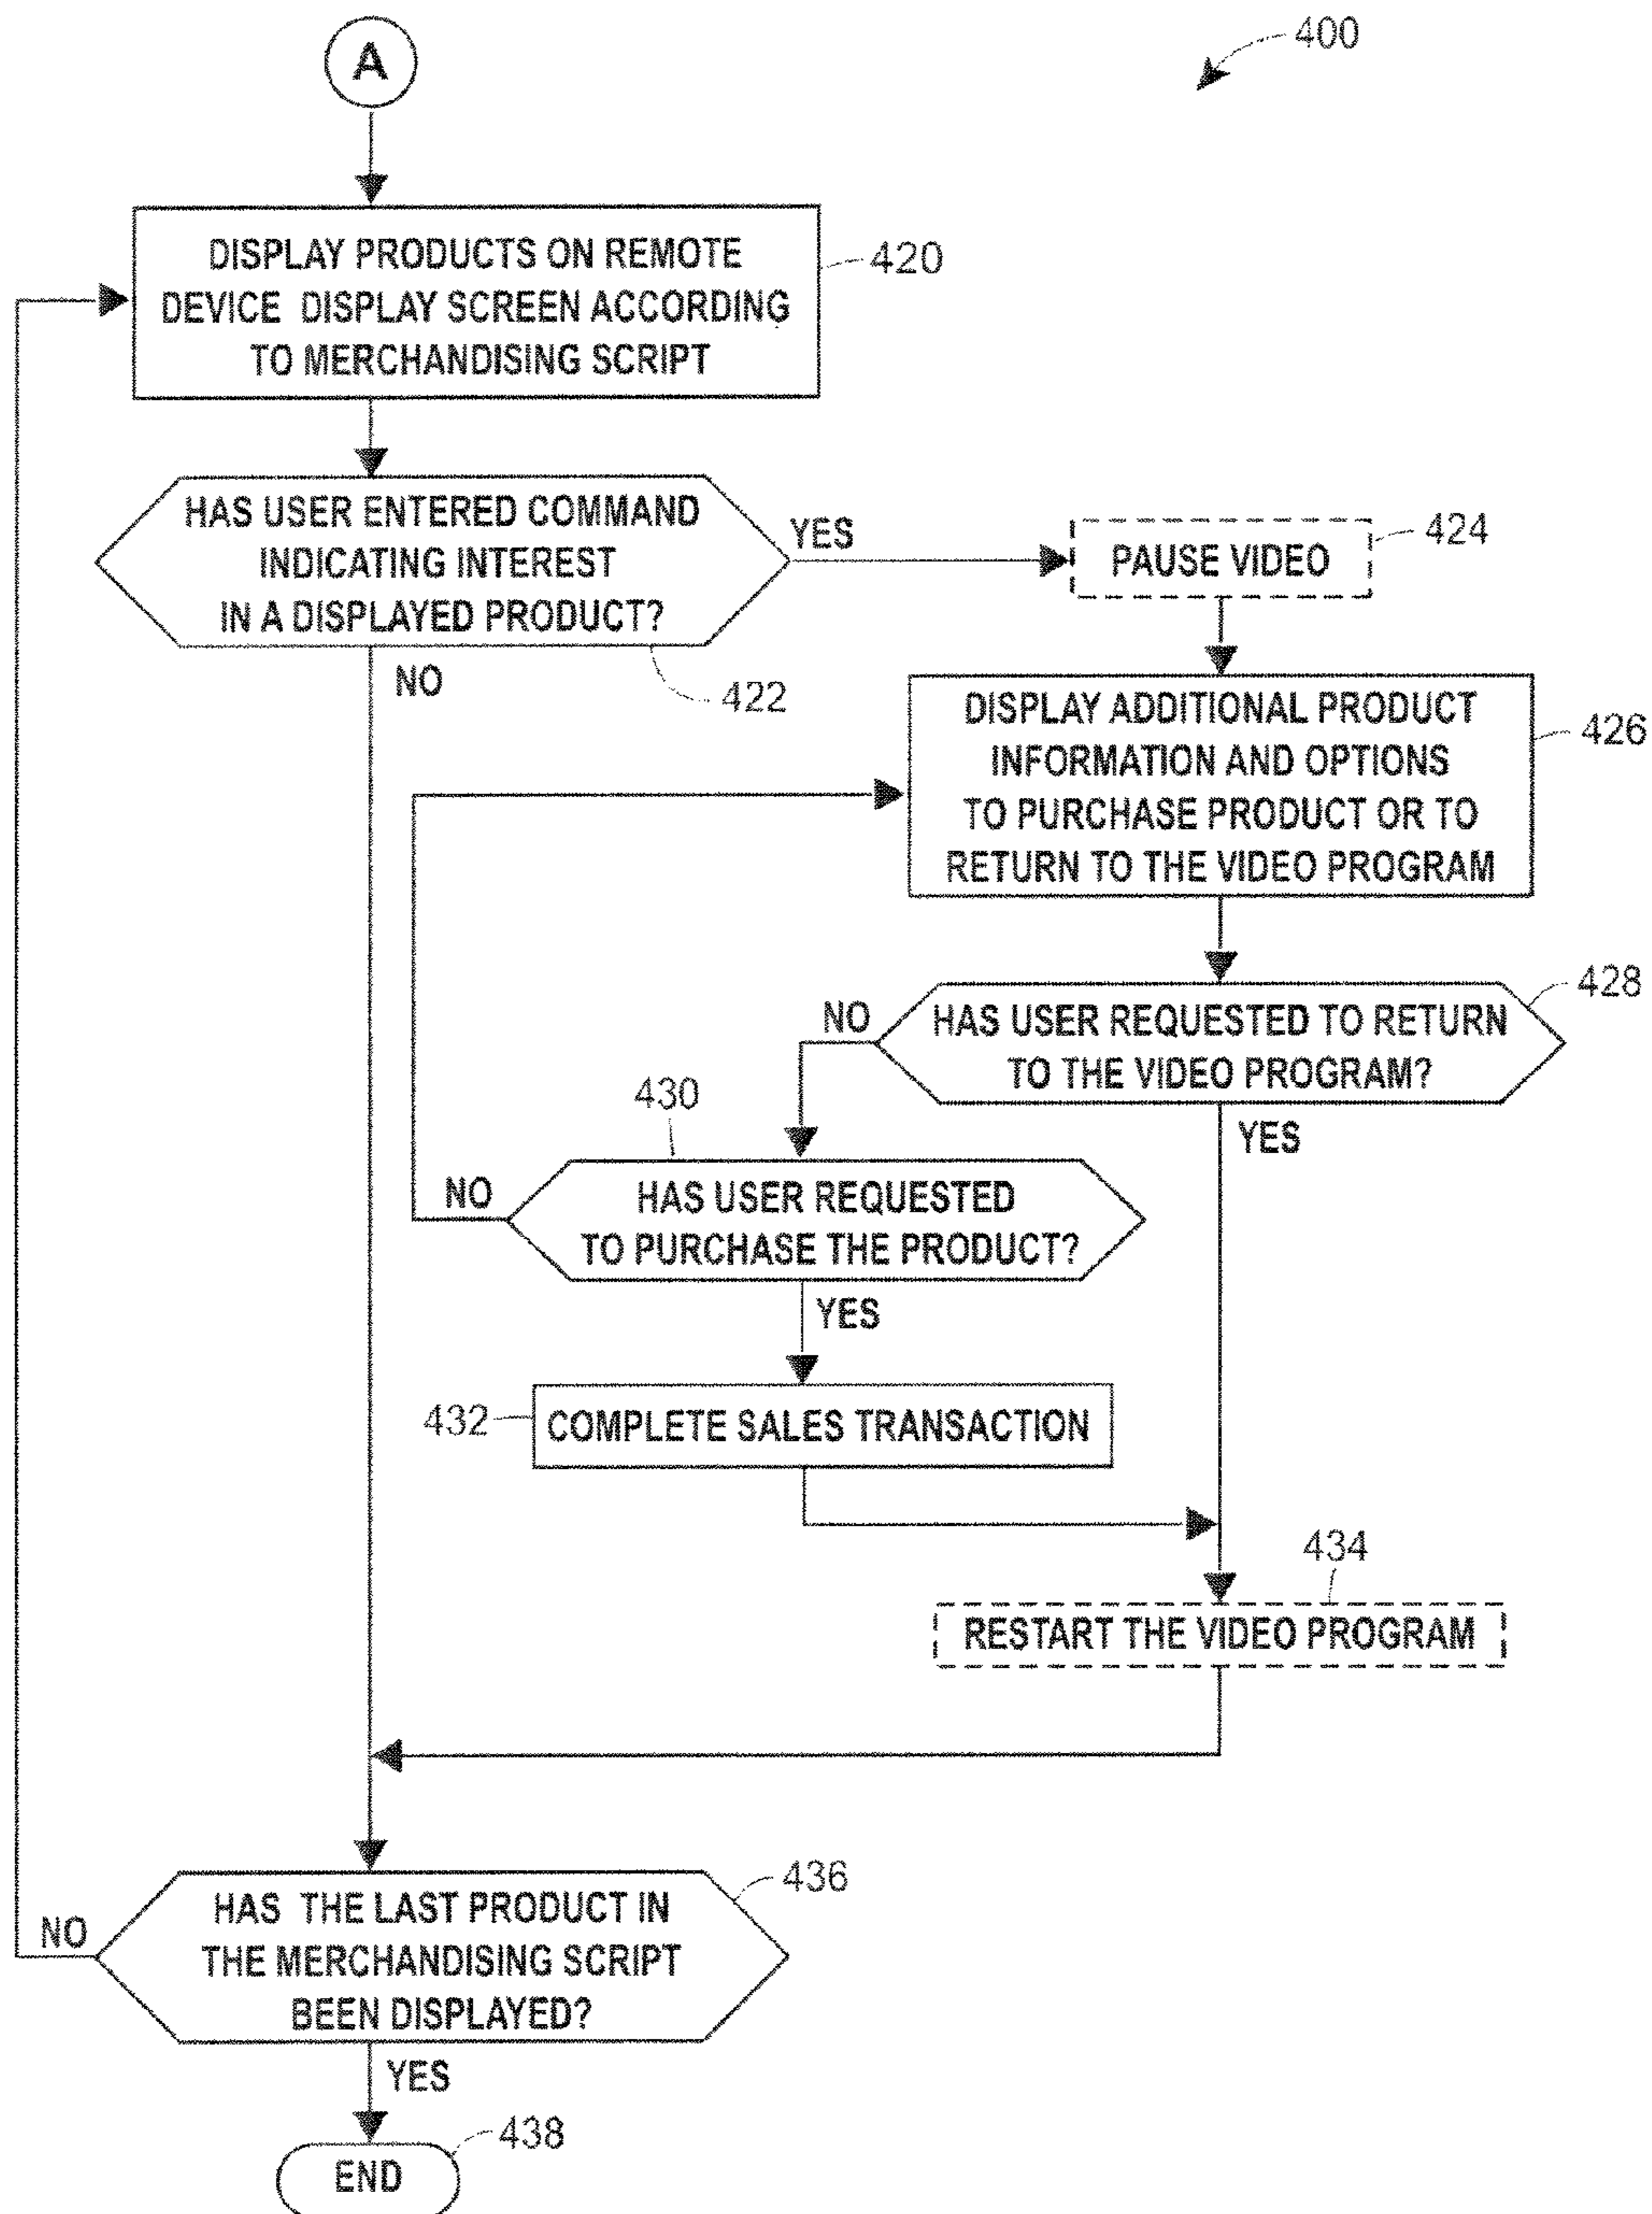 A
400
DISPLAY PRODUCTS ON REMOTE
DEVICE DISPLAY SCREEN ACCORDING
TO MERCHANDISING SCRIPT
420
HAS USER ENTERED COMMAND
INDICATING INTEREST
IN A DISPLAYED PRODUCT?
422
YES
NO
PAUSE VIDEO
424
DISPLAY ADDITIONAL PRODUCT
INFORMATION AND OPTIONS
TO PURCHASE PRODUCT OR TO
RETURN TO THE VIDEO PROGRAM
426
HAS USER REQUESTED TO RETURN
TO THE VIDEO PROGRAM?
428
NO
YES
430
HAS USER REQUESTED
TO PURCHASE THE PRODUCT?
NO
YES
432
COMPLETE SALES TRANSACTION
434
RESTART THE VIDEO PROGRAM
436
HAS THE LAST PRODUCT IN
THE MERCHANDISING SCRIPT
BEEN DISPLAYED?
NO
YES
438
END